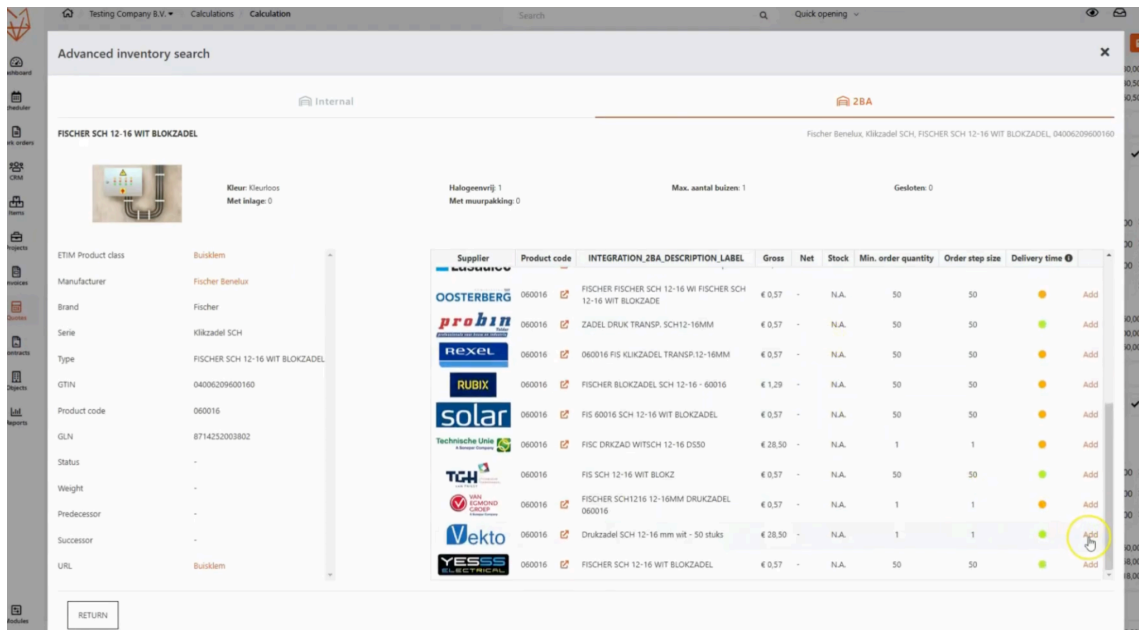 Testing Company B.V. Calculations Calculation Search Quick opening
Advanced inventory search
Internal 2BA
FISCHER SCH 12-16 WIT BLOKZADEL
Fischer Benelux, Klikzadel SCH, FISCHER SCH 12-16 WIT BLOKZADEL, 04006209600160
Kleur: Kleurloos Halogeenvrij: 1 Max. aantal buizen: 1 Gesloten: 0
Met inlage: 0 Met muurpakking: 0
ETIM Product class Buisklem
Manufacturer Fischer Benelux
Brand Fischer
Serie Klikzadel SCH
Type FISCHER SCH 12-16 WIT BLOKZADEL
GTIN 04006209600160
Product code 060016
GLN 8714252003802
Status -
Weight -
Predecessor -
Successor -
URL Buisklem
Supplier Product code INTEGRATION_2BA_DESCRIPTION_LABEL Gross Net Stock Min. order quantity Order step size Delivery time
OOSTERBERG 060016 FISCHER FISCHER SCH 12-16 WI FISCHER SCH
12-16 WIT BLOKZADE € 0,57 - N.A. 50 50 Add
probin 060016 ZADEL DRUK TRANSP. SCH12-16MM € 0,57 - N.A. 50 50 Add
REXEL 060016 060016 FIS KLIKZADEL TRANSP.12-16MM € 0,57 - N.A. 50 50 Add
RUBIX 060016 FISCHER BLOKZADEL SCH 12-16 - 60016 € 1,29 - N.A. 50 50 Add
solar 060016 FIS 60016 SCH 12-16 WIT BLOKZADEL € 0,57 - N.A. 50 50 Add
Technische Unie 060016 FISC DRKZAD WITSCH 12-16 DS50 € 28,50 - N.A. 1 1 Add
TGH 060016 FIS SCH 12-16 WIT BLOKZ € 0,57 - N.A. 50 50 Add
VAN EGMOND GROEP 060016 FISCHER SCH1216 12-16MM DRUKZADEL
060016 € 0,57 - N.A. 1 1 Add
Vekto 060016 Drukzadel SCH 12-16 mm wit - 50 stuks € 28,50 - N.A. 1 1 Add
YESSS ELECTRICAL 060016 FISCHER SCH 12-16 WIT BLOKZADEL € 0,57 - N.A. 50 50 Add
RETURN
CRM
Items
Projects
Quotes
Objects
Reports
Modules